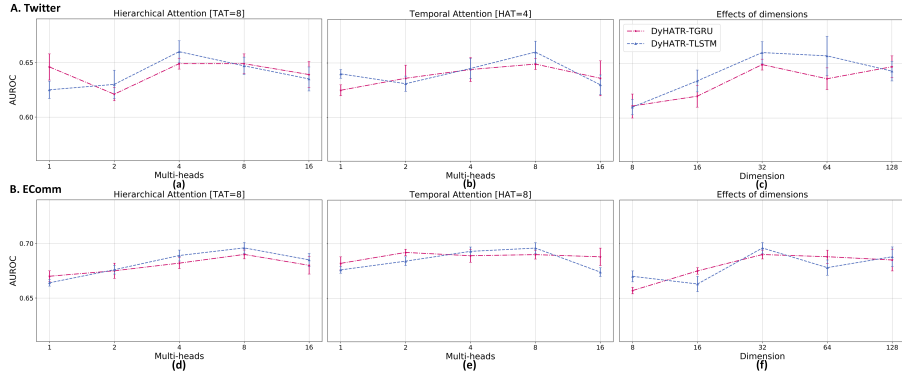 A. Twitter
Hierarchical Attention [TAT=8]
Temporal Attention [HAT=4]
Effects of dimensions
DyHATR-TGRU
DyHATR-TLSTM
AUROC
0.65
0.60
1 2 4 8 16
Multi-heads
(a)
1 2 4 8 16
Multi-heads
(b)
8 16 32 64 128
Dimension
(c)
B. EComm
Hierarchical Attention [TAT=8]
Temporal Attention [HAT=8]
Effects of dimensions
AUROC
0.70
0.65
1 2 4 8 16
Multi-heads
(d)
1 2 4 8 16
Multi-heads
(e)
8 16 32 64 128
Dimension
(f)